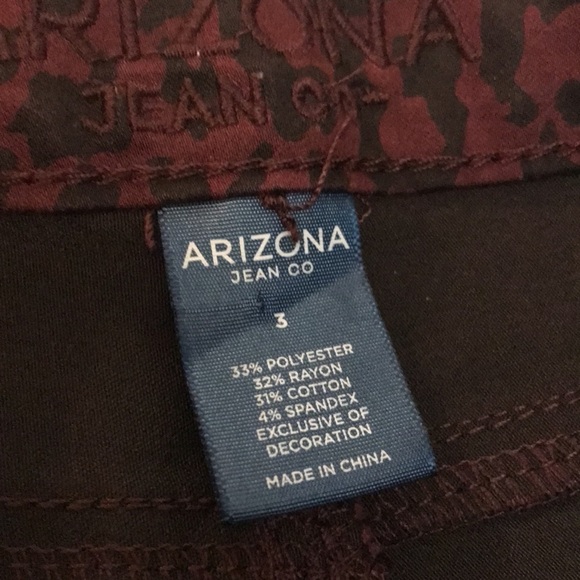 ARIZONA
JEAN Co
ARIZONA
JEAN CO
3
33% POLYESTER
32% RAYON
31% COTTON
4% SPANDEX
EXCLUSIVE OF
DECORATION
MADE IN CHINA